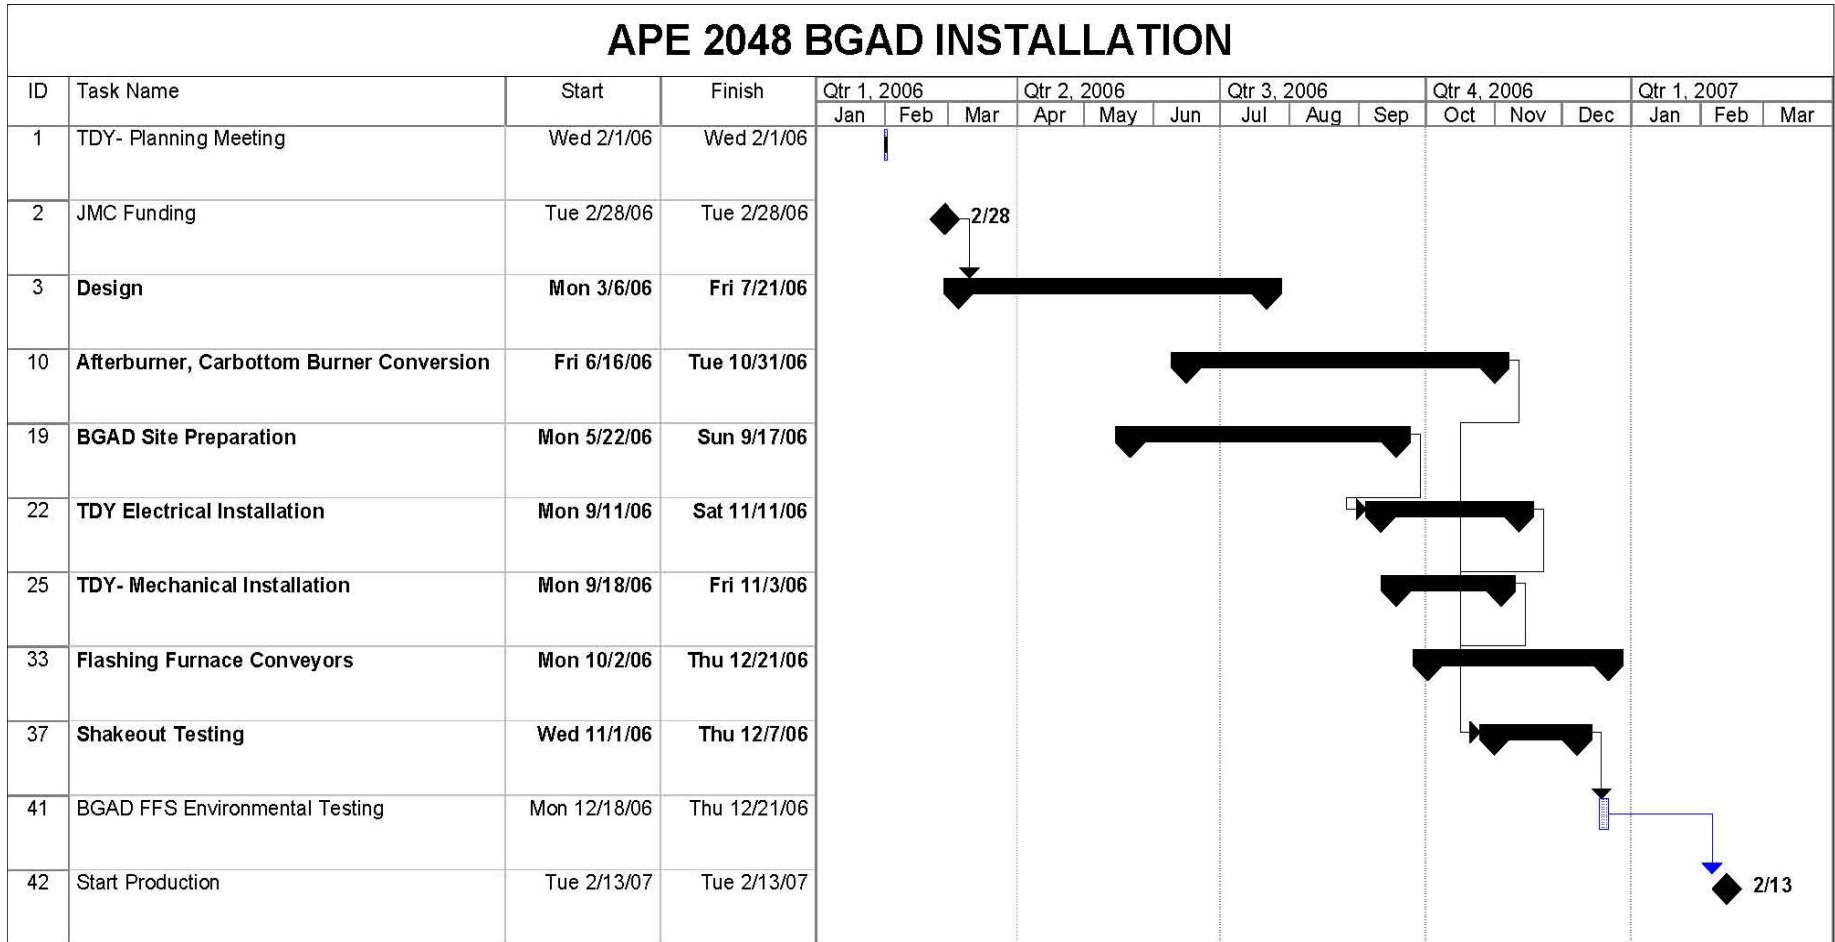 APE 2048 BGAD INSTALLATION
ID Task Name Start Finish Qtr 1, 2006 Qtr 2, 2006 Qtr 3, 2006 Qtr 4, 2006 Qtr 1, 2007
Jan Feb Mar Apr May Jun Jul Aug Sep Oct Nov Dec Jan Feb Mar
1 TDY- Planning Meeting Wed 2/1/06 Wed 2/1/06
2 JMC Funding Tue 2/28/06 Tue 2/28/06 2/28
3 Design Mon 3/6/06 Fri 7/21/06
10 Afterburner, Carbottom Burner Conversion Fri 6/16/06 Tue 10/31/06
19 BGAD Site Preparation Mon 5/22/06 Sun 9/17/06
22 TDY Electrical Installation Mon 9/11/06 Sat 11/11/06
25 TDY- Mechanical Installation Mon 9/18/06 Fri 11/3/06
33 Flashing Furnace Conveyors Mon 10/2/06 Thu 12/21/06
37 Shakeout Testing Wed 11/1/06 Thu 12/7/06
41 BGAD FFS Environmental Testing Mon 12/18/06 Thu 12/21/06
42 Start Production Tue 2/13/07 Tue 2/13/07 2/13